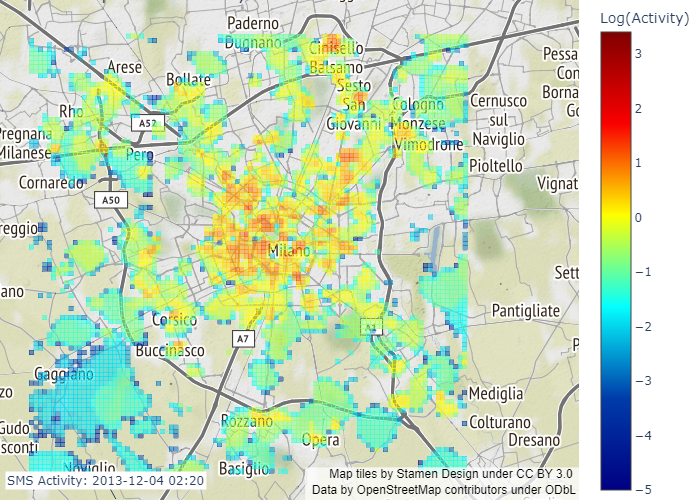 Log(Activity)
3
2
1
0
−1
−2
−3
−4
−5
Paderno
Dugnano
Cinisello
Balsamo
Arese
Bollate
Sesto
San
Giovanni
Cologno
Monzese
Cernusco
sul
Naviglio
Pessa
Con
Borna
Go
Rho
A52
Pregnana
Milanese
Pero
Vimodrone
Pioltello
Cornaredo
A50
Vignat
reggio
Milano
Sett
ano
Corsico
A7
A1
Pantigliate
Buccinasco
P
Gaggiano
zo
Mediglia
Gudo
sconti
Rozzano
Opera
Colturano
Dresano
Noviglio
Basiglio
SMS Activity: 2013-12-04 02:20
Map tiles by Stamen Design under CC BY 3.0
Data by OpenStreetMap contributors under ODbL